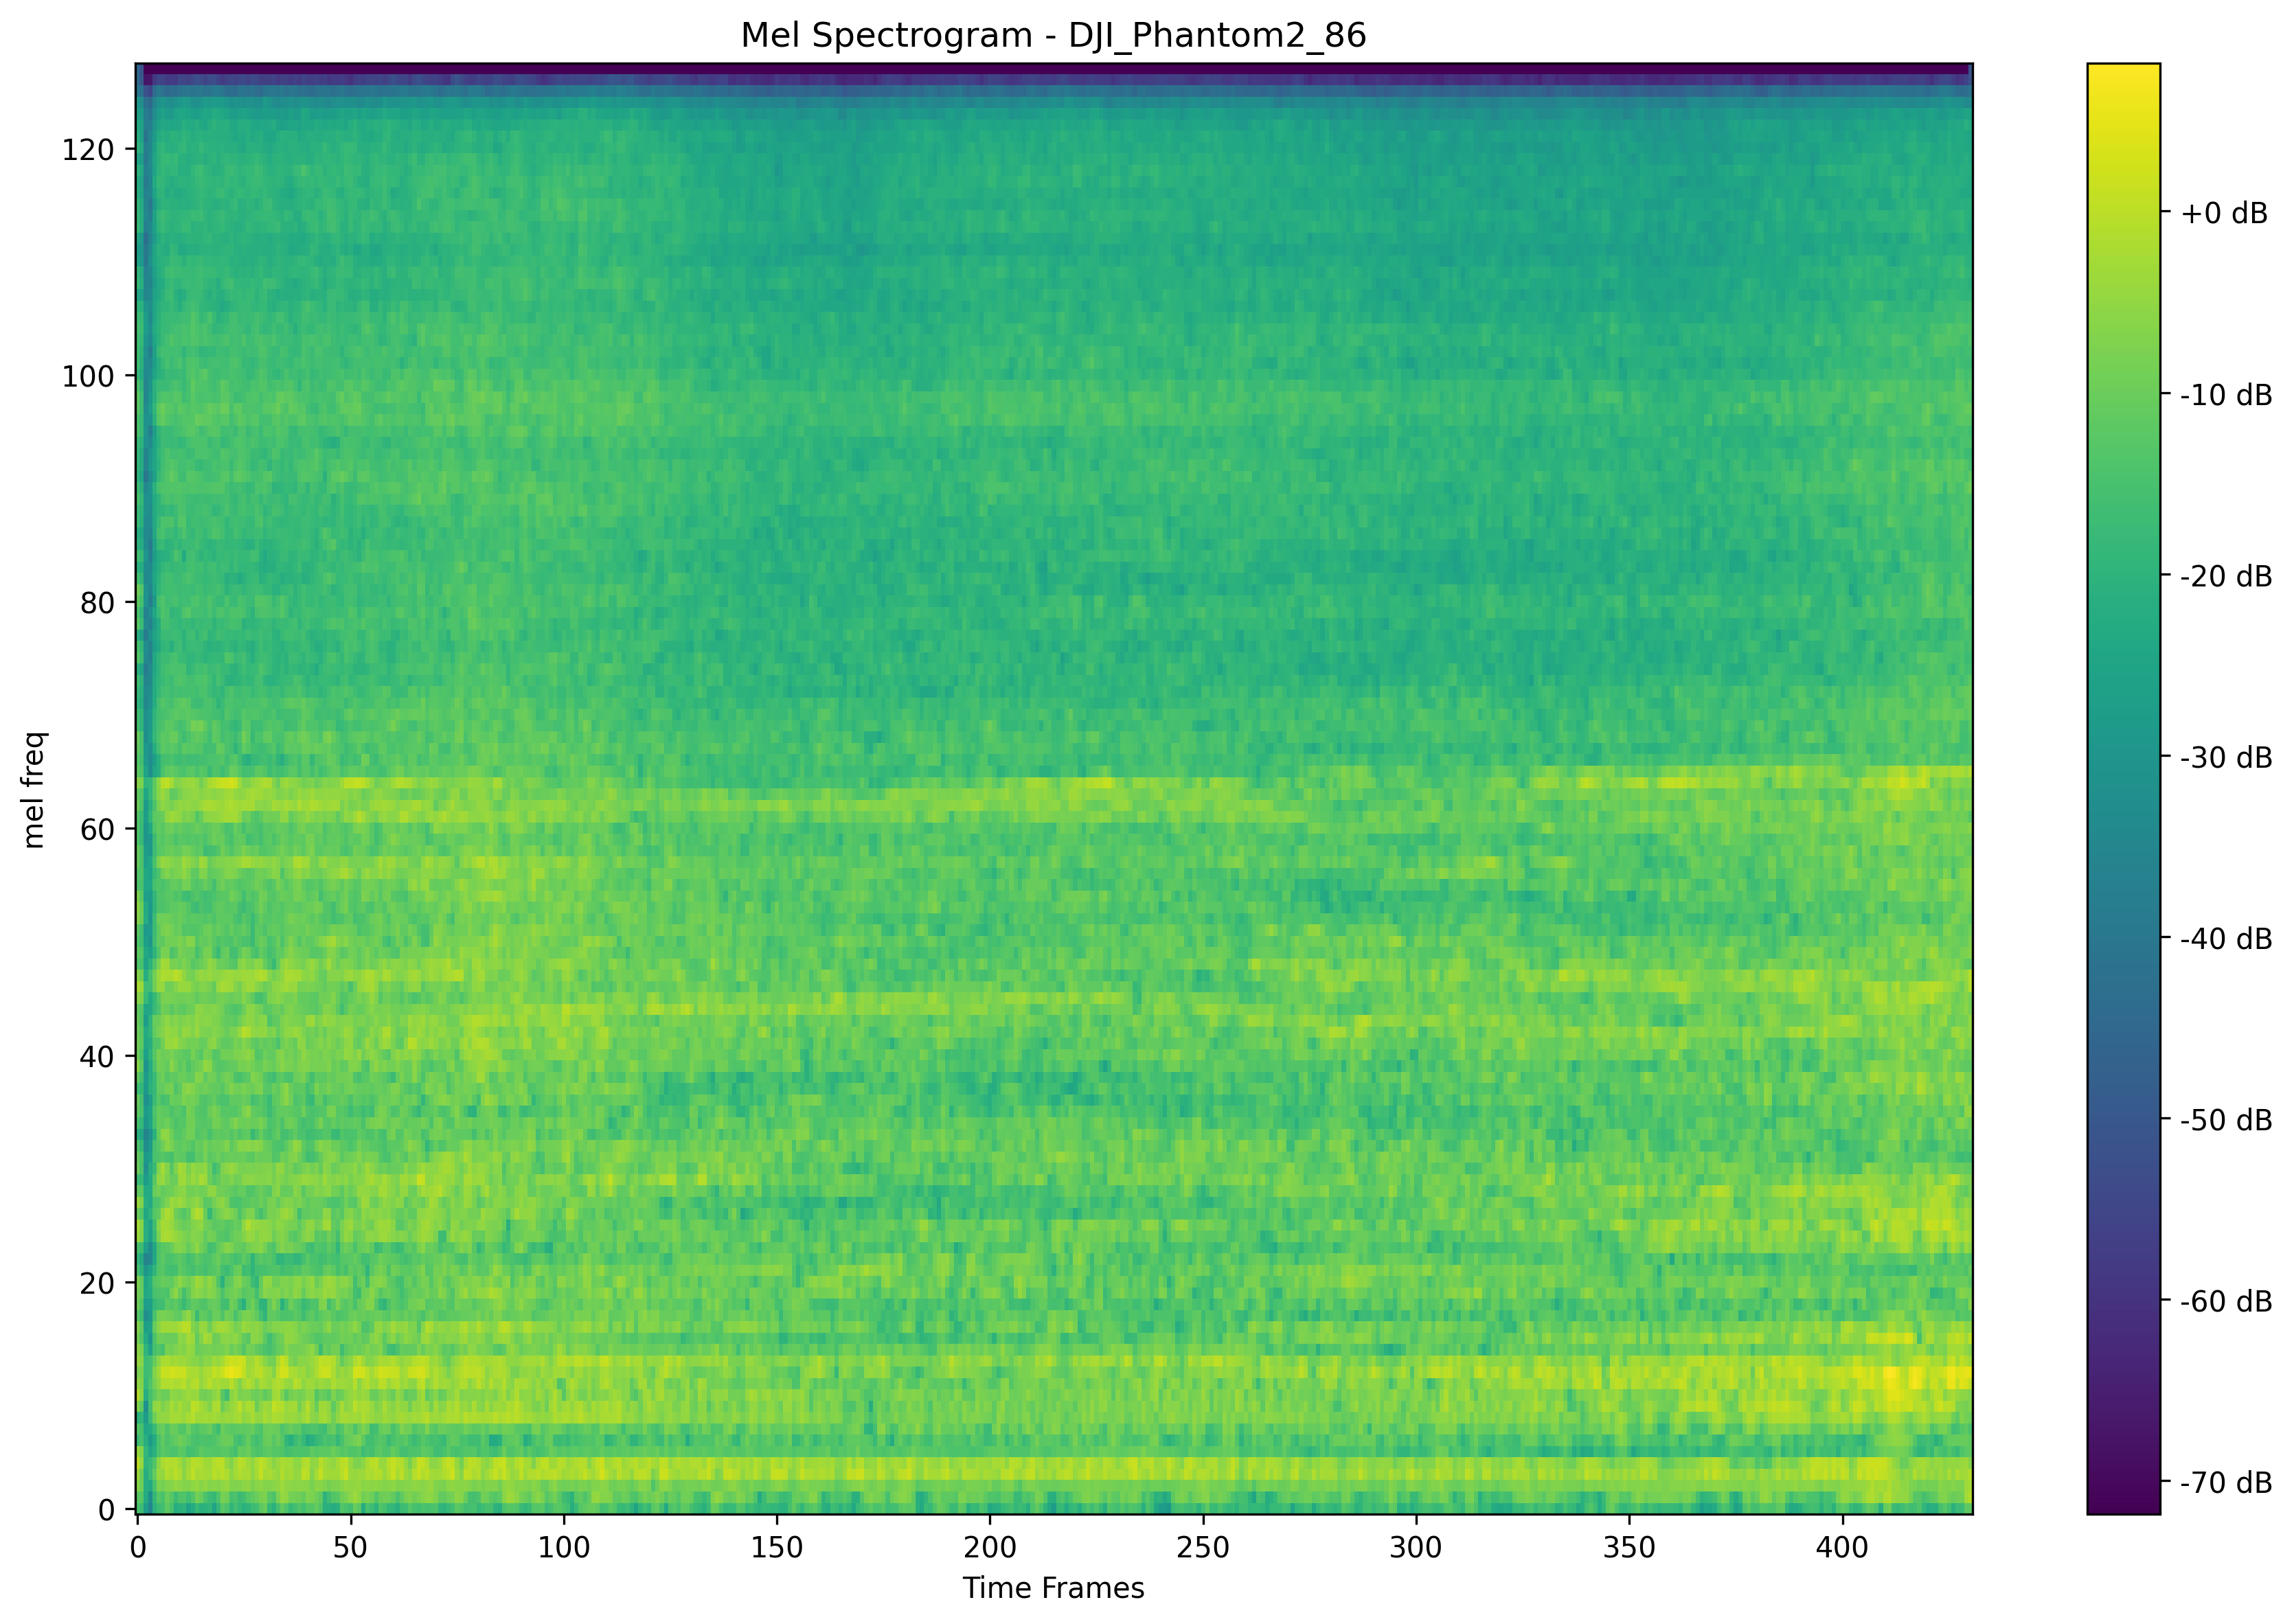 Mel Spectrogram - DJI_Phantom2_86
mel freq
120
100
80
60
40
20
0
0 50 100 150 200 250 300 350 400
Time Frames
+0 dB
-10 dB
-20 dB
-30 dB
-40 dB
-50 dB
-60 dB
-70 dB